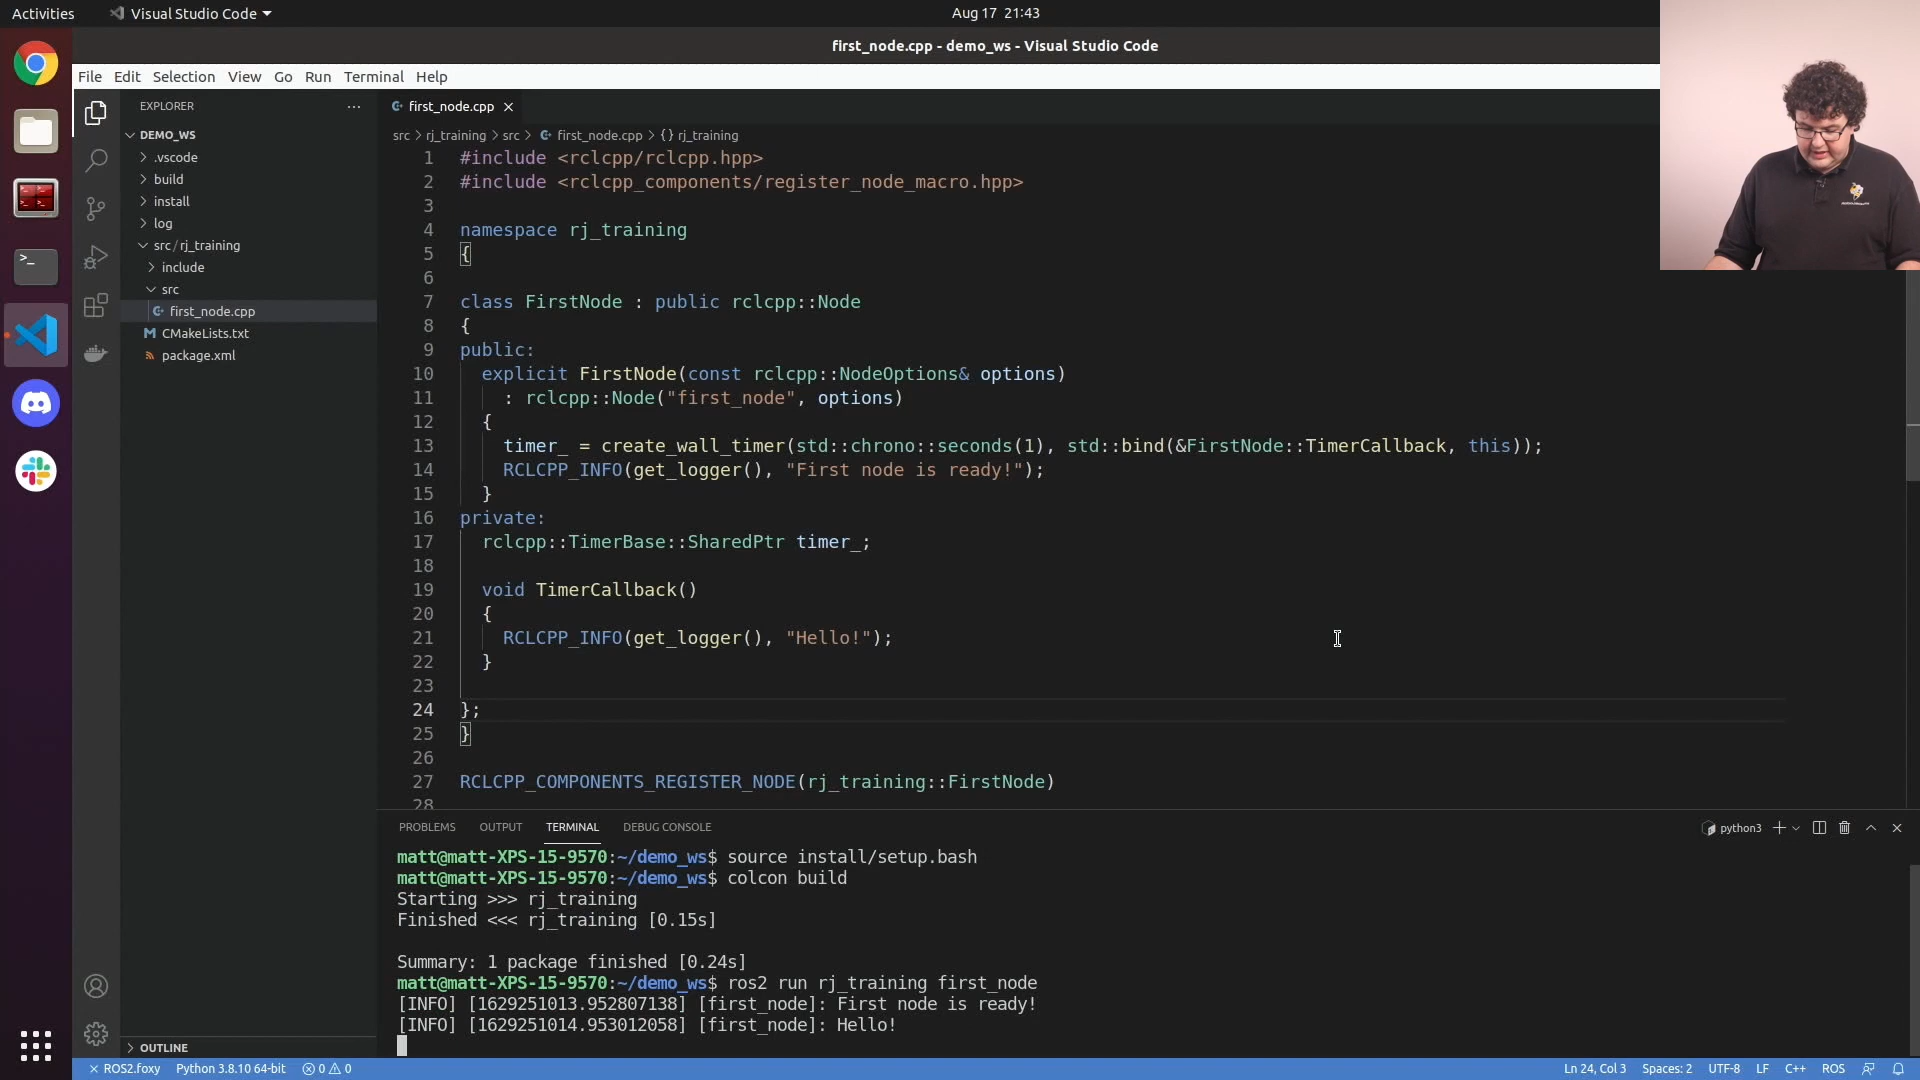 Activities
Visual Studio Code
Aug 17 21:43
first_node.cpp - demo_ws - Visual Studio Code
File Edit Selection View Go Run Terminal Help
EXPLORER
DEMO_WS
.vscode
build
install
log
src/rj_training
include
src
first_node.cpp
CMakeLists.txt
package.xml
OUTLINE
first_node.cpp
src > rj_training > src > first_node.cpp > {} rj_training
1 #include <rclcpp/rclcpp.hpp>
2 #include <rclcpp_components/register_node_macro.hpp>
3
4 namespace rj_training
5 {
6
7 class FirstNode : public rclcpp::Node
8 {
9 public:
10 explicit FirstNode(const rclcpp::NodeOptions& options)
11 : rclcpp::Node("first_node", options)
12 {
13 timer_ = create_wall_timer(std::chrono::seconds(1), std::bind(&FirstNode::TimerCallback, this));
14 RCLCPP_INFO(get_logger(), "First node is ready!");
15 }
16 private:
17 rclcpp::TimerBase::SharedPtr timer_;
18
19 void TimerCallback()
20 {
21 RCLCPP_INFO(get_logger(), "Hello!");
22 }
23
24 };
25 }
26
27 RCLCPP_COMPONENTS_REGISTER_NODE(rj_training::FirstNode)
28
PROBLEMS OUTPUT TERMINAL DEBUG CONSOLE
python3
matt@matt-XPS-15-9570:~/demo_ws$ source install/setup.bash
matt@matt-XPS-15-9570:~/demo_ws$ colcon build
Starting >>> rj_training
Finished <<< rj_training [0.15s]
Summary: 1 package finished [0.24s]
matt@matt-XPS-15-9570:~/demo_ws$ ros2 run rj_training first_node
[INFO] [1629251013.952807138] [first_node]: First node is ready!
[INFO] [1629251014.953012058] [first_node]: Hello!
ROS2.foxy Python 3.8.10 64-bit 0 0
Ln 24, Col 3 Spaces: 2 UTF-8 LF C++ ROS